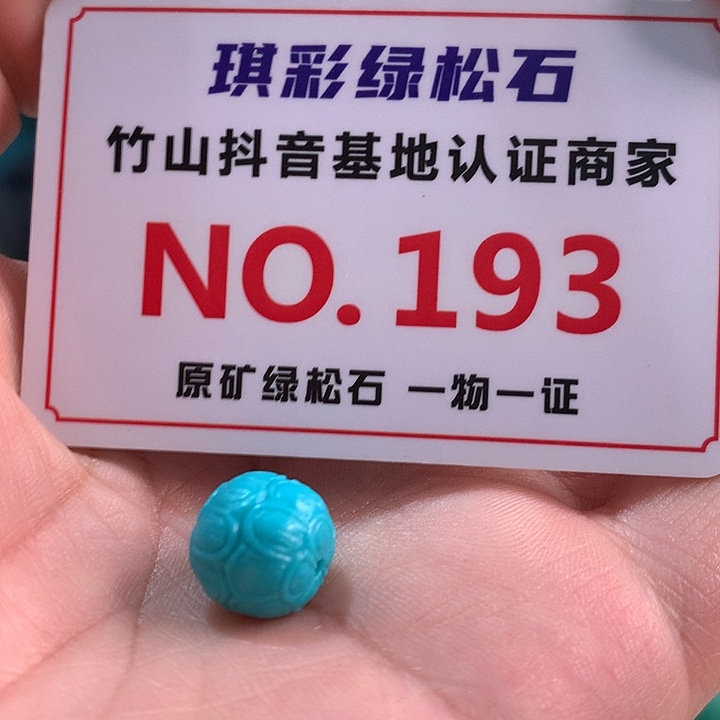 琪彩绿松石
竹山抖音基地认证商家
NO.193
原矿绿松石 一物一证